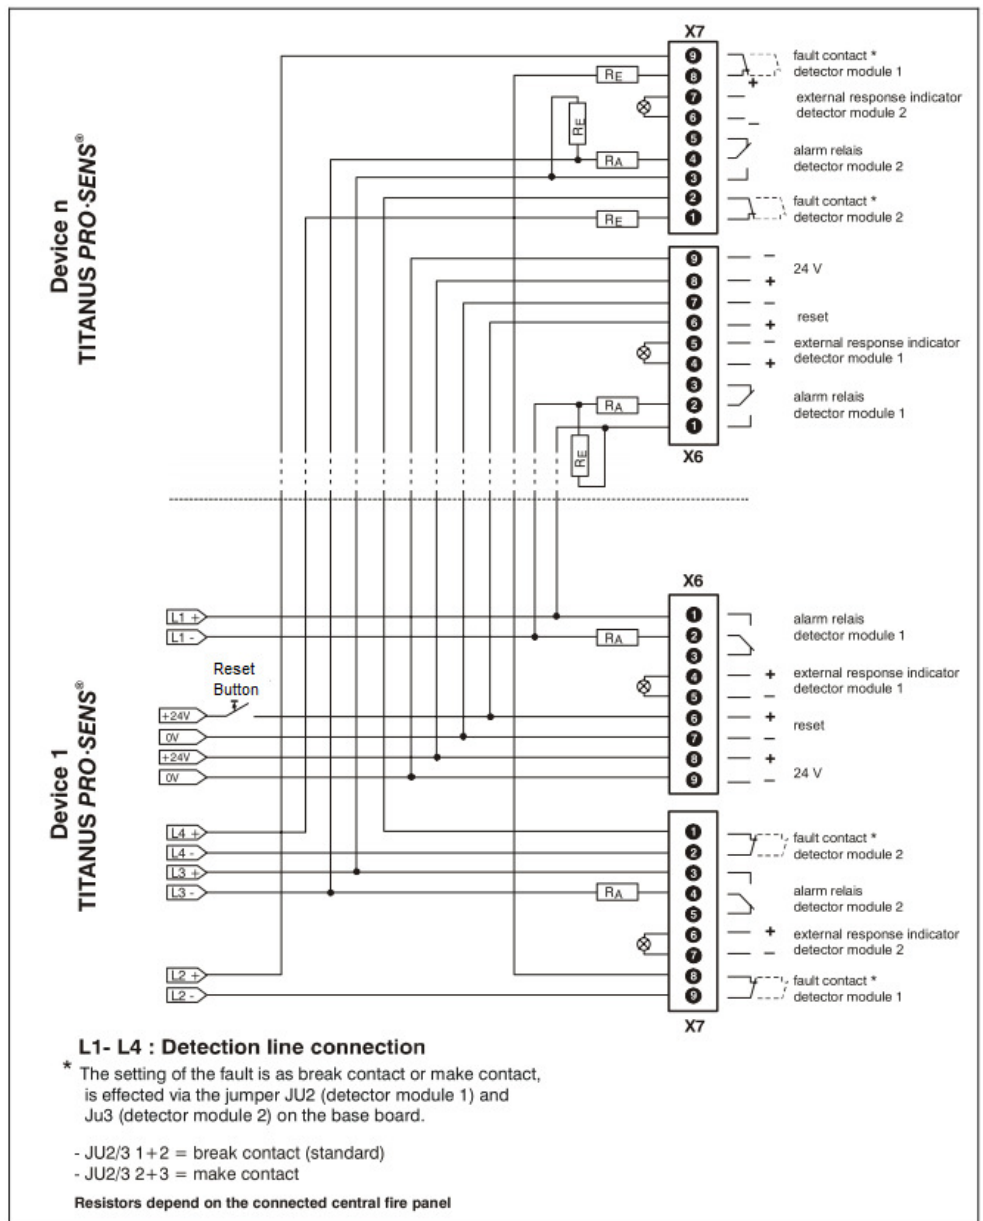 X7
9
fault contact *
detector module 1
8
RE
+
7
external response indicator
detector module 2
6
–
5
RE
alarm relais
detector module 2
4
RA
3
2
fault contact *
detector module 2
1
RE
Device n
TITANUS PRO·SENS®
9
–
24 V
8
+
7
–
reset
6
+
5
–
external response indicator
detector module 1
4
+
3
alarm relais
detector module 1
2
RA
1
RE
X6
X6
L1 +
1
alarm relais
detector module 1
L1 -
RA
2
3
Reset
Button
4
+
external response indicator
detector module 1
5
–
+24V
6
+
reset
0V
7
–
+24V
8
+
24 V
0V
9
–
Device 1
TITANUS PRO·SENS®
L4 +
1
fault contact *
detector module 2
L4 -
2
L3 +
3
alarm relais
detector module 2
L3 -
RA
4
5
6
+
external response indicator
detector module 2
7
–
L2 +
8
fault contact *
detector module 1
L2 -
9
X7
L1- L4 : Detection line connection
* The setting of the fault is as break contact or make contact,
is effected via the jumper JU2 (detector module 1) and
Ju3 (detector module 2) on the base board.
- JU2/3 1+2 = break contact (standard)
- JU2/3 2+3 = make contact
Resistors depend on the connected central fire panel